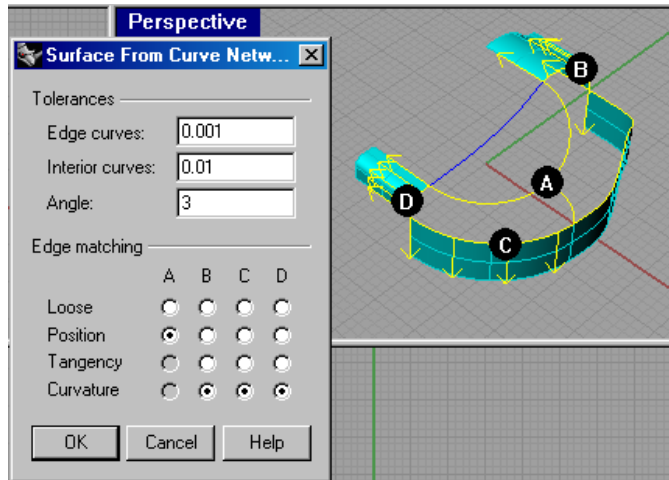 Perspective
Surface From Curve Netw...
Tolerances
Edge curves: 0.001
Interior curves: 0.01
Angle: 3
Edge matching
A B C D
Loose
Position
Tangency
Curvature
OK Cancel Help
B
A
D
C